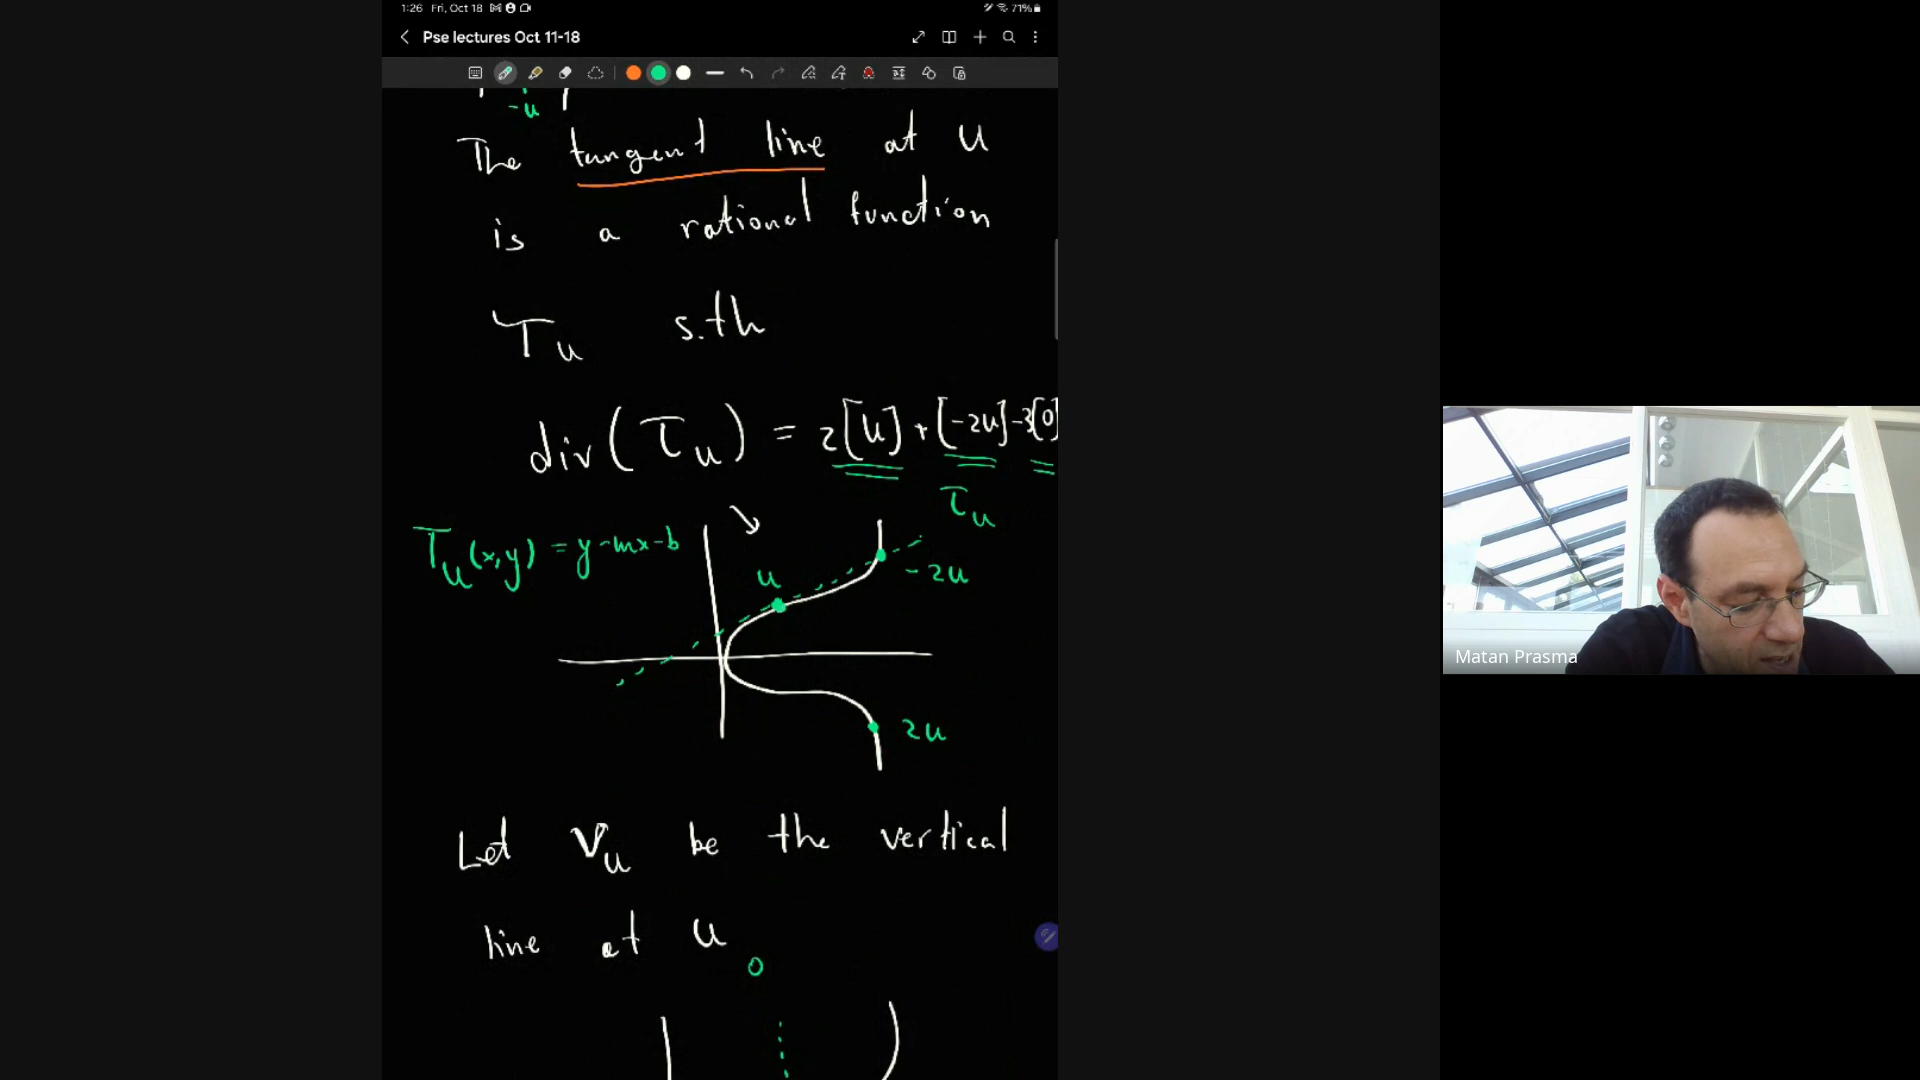 1:26 Fri, Oct 18
71%
Pse lectures Oct 11-18
-u
The tangent line at u
is a rational function
T_u s.th
div(T_u) = 2[u]+[-2u]-3[0]
T_u
T_u(x,y) = y-mx-b
u
-2u
2u
Let V_u be the vertical
line at u
0
Matan Prasma